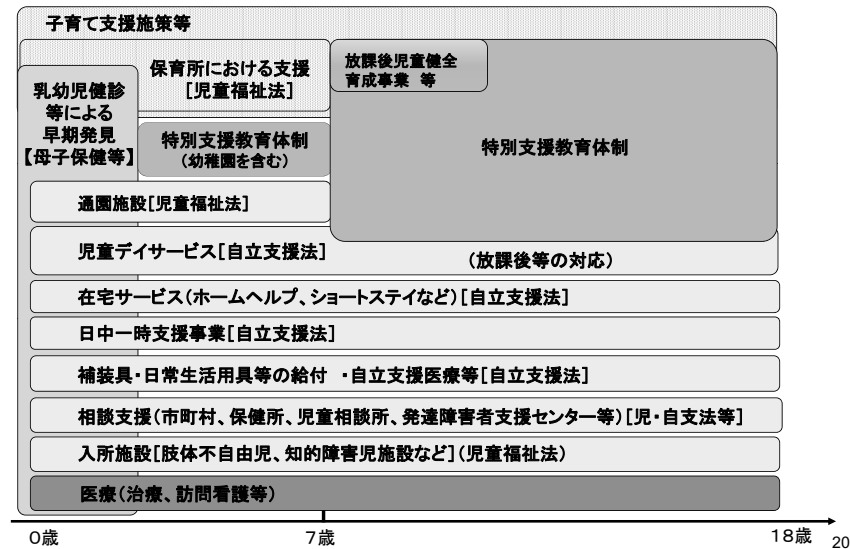 子育て支援施策等
保育所における支援
[児童福祉法]
放課後児童健全
育成事業 等
乳幼児健診
等による
早期発見
【母子保健等】
特別支援教育体制
(幼稚園を含む)
特別支援教育体制
通園施設[児童福祉法]
児童デイサービス[自立支援法]
(放課後等の対応)
在宅サービス(ホームヘルプ、ショートステイなど)[自立支援法]
日中一時支援事業[自立支援法]
補装具・日常生活用具等の給付 ・自立支援医療等[自立支援法]
相談支援(市町村、保健所、児童相談所、発達障害者支援センター等)[児・自支法等]
入所施設[肢体不自由児、知的障害児施設など](児童福祉法)
医療(治療、訪問看護等)
0歳
7歳
18歳
20